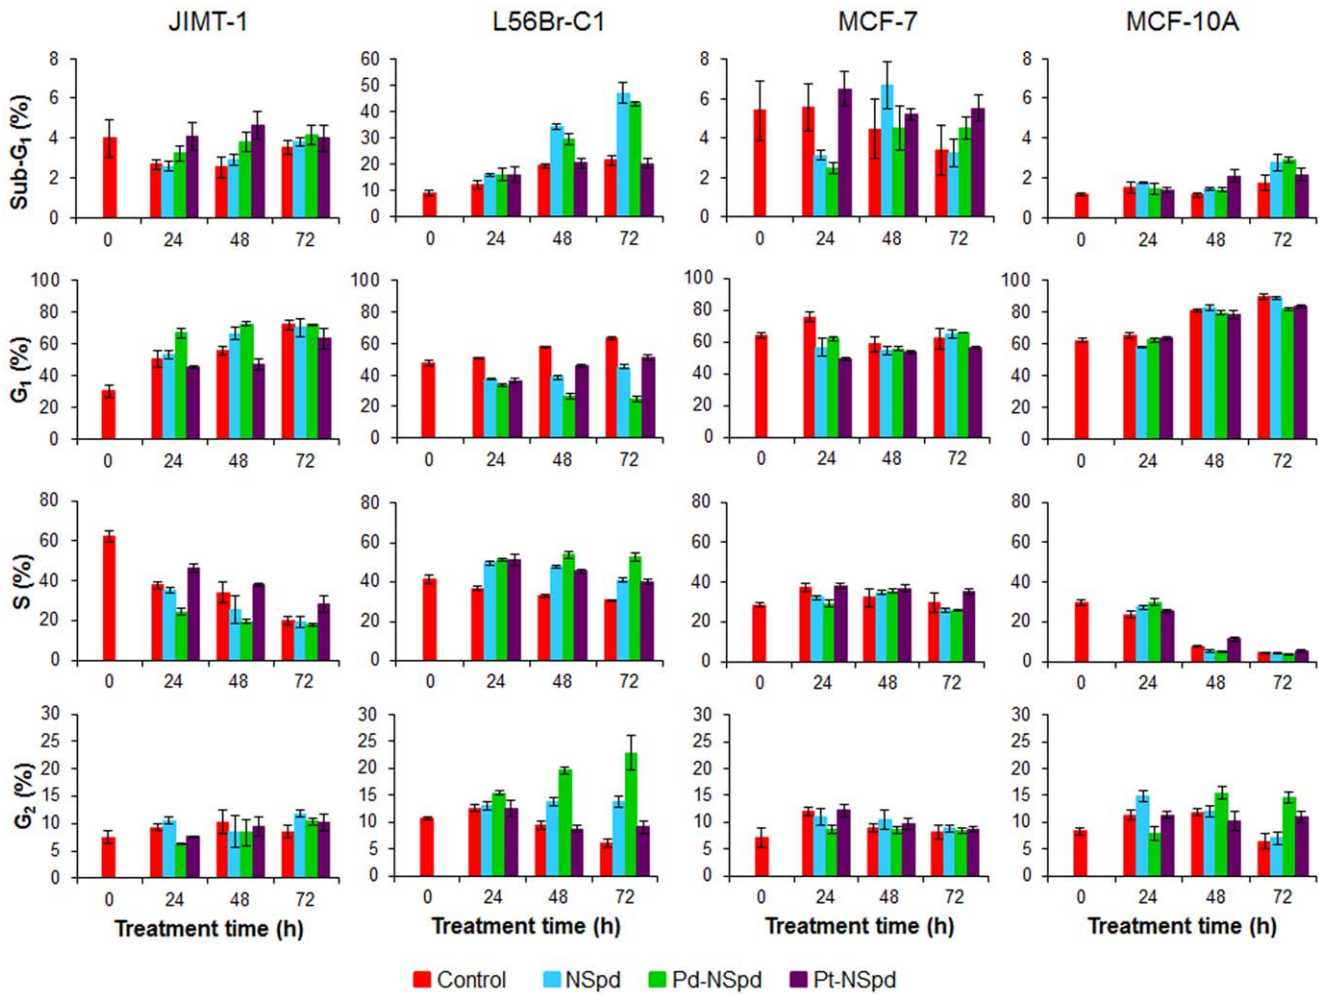 JIMT-1 L56Br-C1 MCF-7 MCF-10A
Sub-G1 (%)
8 6 4 2 0
0 24 48 72
60 50 40 30 20 10 0
0 24 48 72
8 6 4 2 0
0 24 48 72
8 6 4 2 0
0 24 48 72
G1 (%)
100 80 60 40 20 0
0 24 48 72
100 80 60 40 20 0
0 24 48 72
100 80 60 40 20 0
0 24 48 72
100 80 60 40 20 0
0 24 48 72
S (%)
80 60 40 20 0
0 24 48 72
80 60 40 20 0
0 24 48 72
80 60 40 20 0
0 24 48 72
80 60 40 20 0
0 24 48 72
G2 (%)
30 25 20 15 10 5 0
0 24 48 72
30 25 20 15 10 5 0
0 24 48 72
30 25 20 15 10 5 0
0 24 48 72
30 25 20 15 10 5 0
0 24 48 72
Treatment time (h) Treatment time (h) Treatment time (h) Treatment time (h)
Control NSpd Pd-NSpd Pt-NSpd